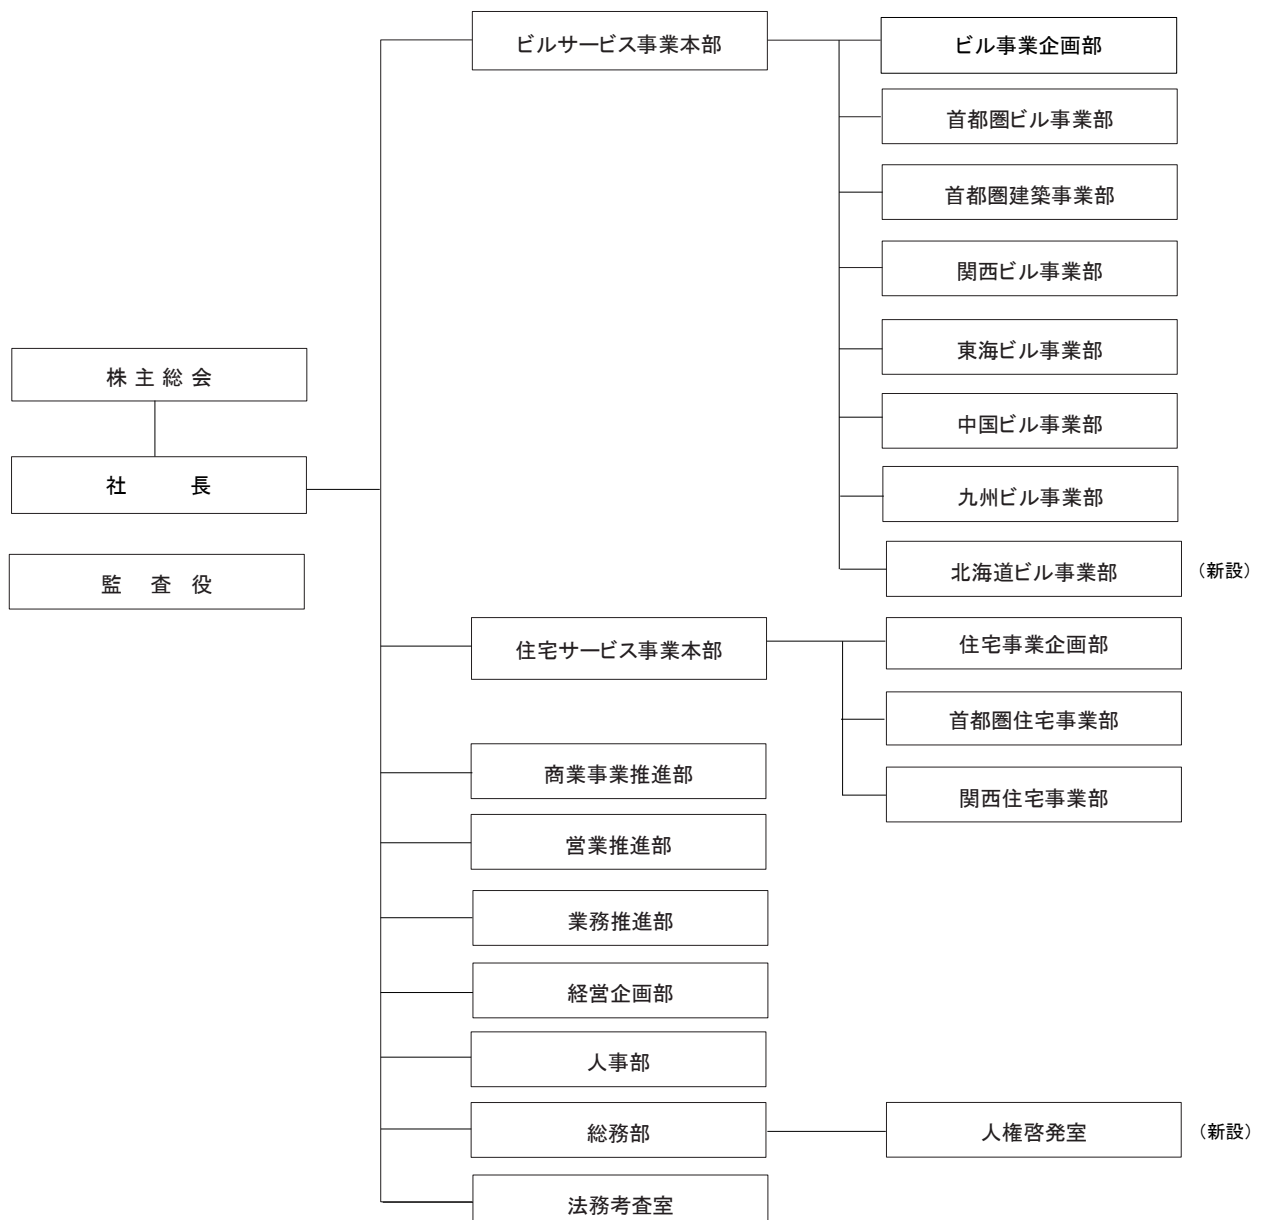 株主総会
社長
監査役
ビルサービス事業本部
ビル事業企画部
首都圏ビル事業部
首都圏建築事業部
関西ビル事業部
東海ビル事業部
中国ビル事業部
九州ビル事業部
北海道ビル事業部 (新設)
住宅サービス事業本部
住宅事業企画部
首都圏住宅事業部
関西住宅事業部
商業事業推進部
営業推進部
業務推進部
経営企画部
人事部
総務部
人権啓発室 (新設)
法務考査室